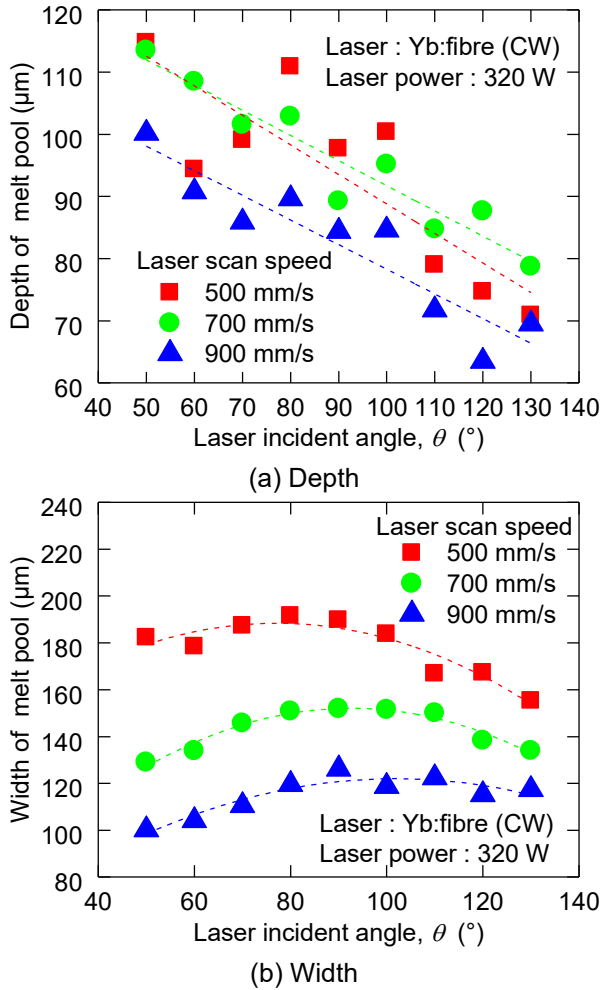 120
110
100
90
80
70
60
Depth of melt pool (μm)
Laser : Yb:fibre (CW)
Laser power : 320 W
Laser scan speed
500 mm/s
700 mm/s
900 mm/s
40 50 60 70 80 90 100 110 120 130 140
Laser incident angle, θ (°)
(a) Depth
240
220
200
180
160
140
120
100
80
Width of melt pool (μm)
Laser scan speed
500 mm/s
700 mm/s
900 mm/s
Laser : Yb:fibre (CW)
Laser power : 320 W
40 60 80 100 120 140
Laser incident angle, θ (°)
(b) Width